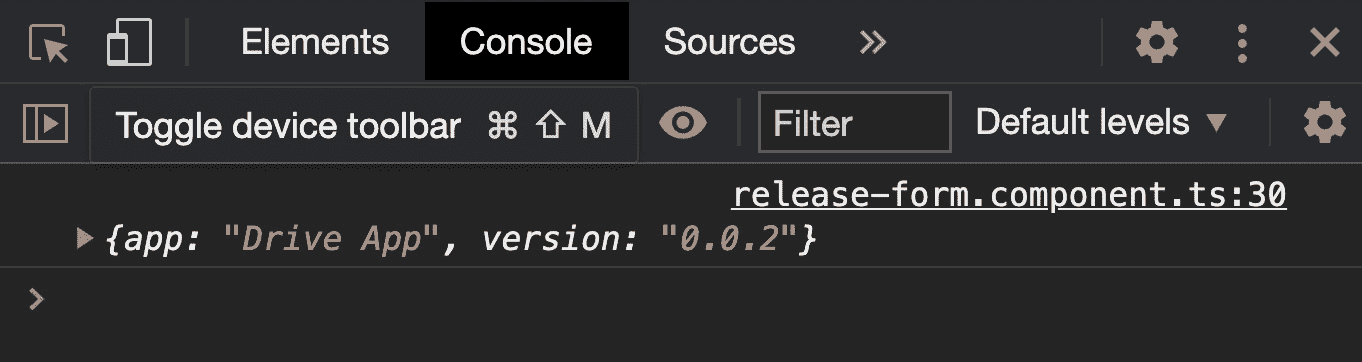 Elements Console Sources »
Toggle device toolbar ⌘ ⇧ M Filter Default levels ▼
release-form.component.ts:30
▶ {app: "Drive App", version: "0.0.2"}
>